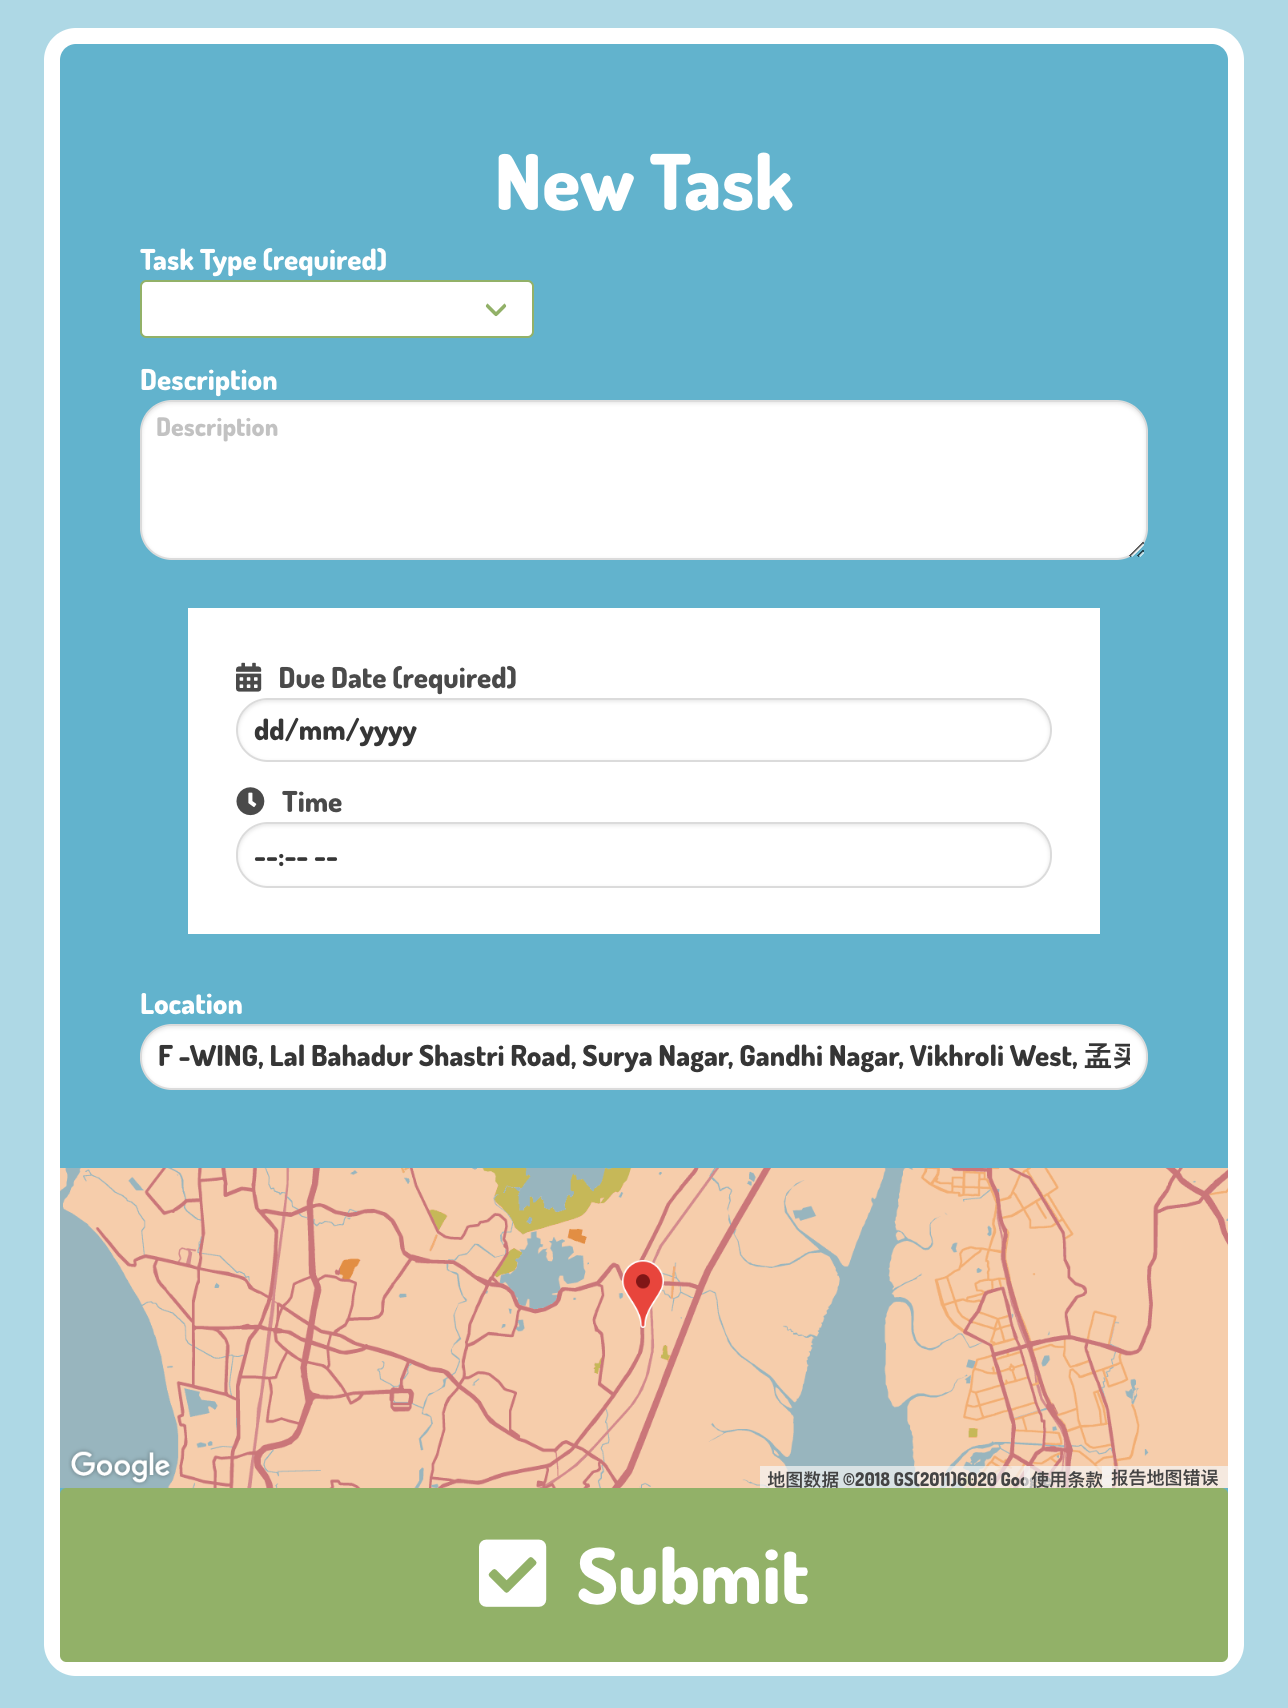 New Task
Task Type (required)
Description
Description
Due Date (required)
dd/mm/yyyy
Time
--:-- --
Location
F -WING, Lal Bahadur Shastri Road, Surya Nagar, Gandhi Nagar, Vikhroli West, 孟买
Google
地图数据 ©2018 GS(2011)6020 Goo 使用条款 报告地图错误
Submit